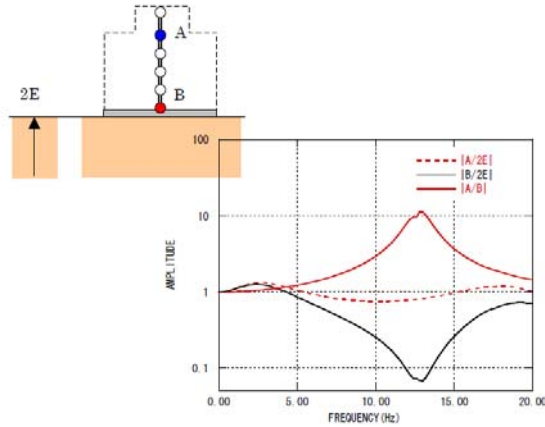 A
B
2E
100
10
1
0.1
AMPLITUDE
|A/2E|
|B/2E|
|A/B|
0.00
5.00
10.00
15.00
20.00
FREQUENCY(Hz)